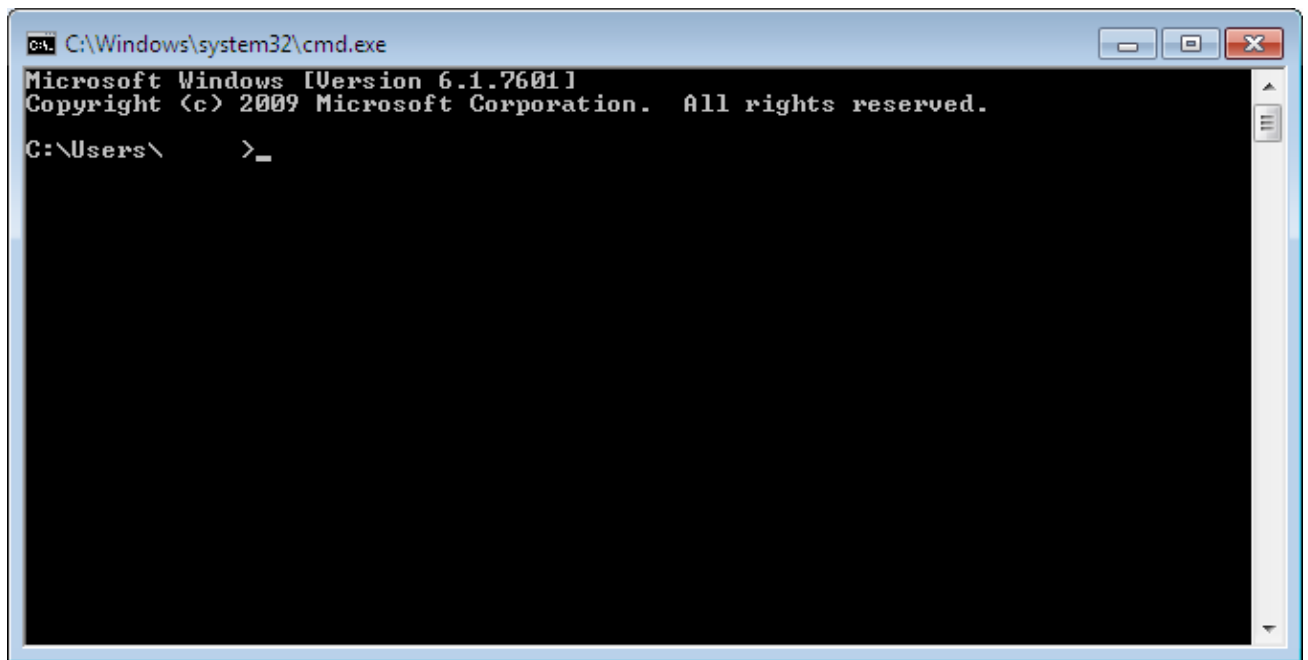 C:\Windows\system32\cmd.exe
Microsoft Windows [Version 6.1.7601]
Copyright (c) 2009 Microsoft Corporation.  All rights reserved.
C:\Users\     >_